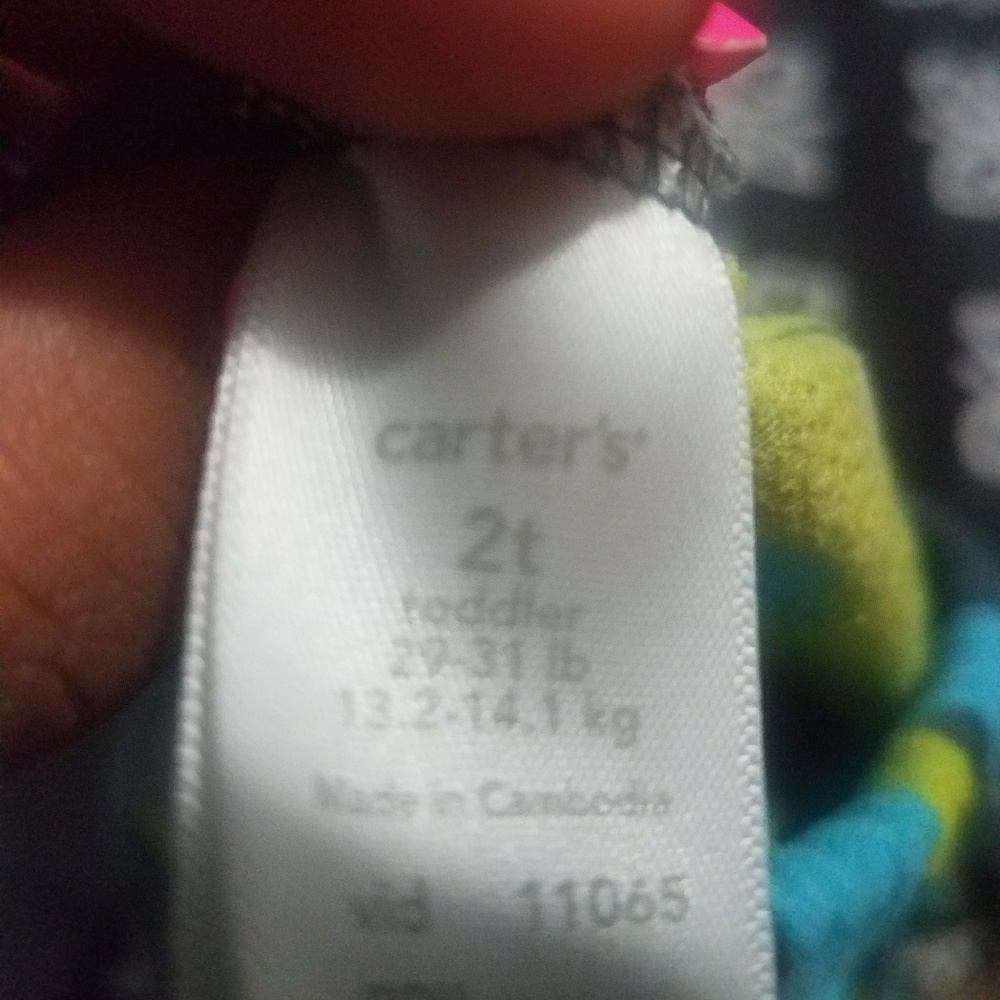 carter's
2t
toddler
29-31 lb
13.2-14.1 kg
Made in Cambodia
vid 11065